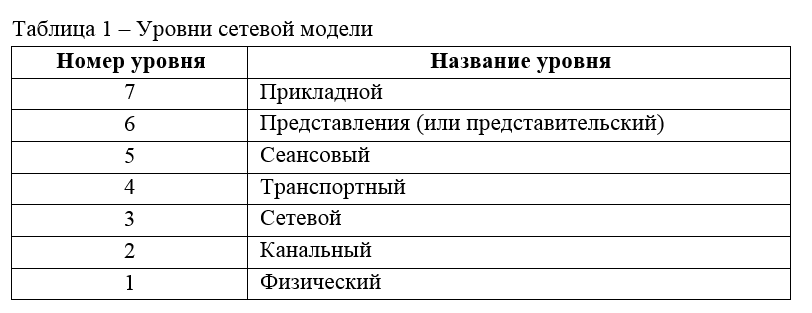 Таблица 1 – Уровни сетевой модели
Номер уровня Название уровня
7 Прикладной
6 Представления (или представительский)
5 Сеансовый
4 Транспортный
3 Сетевой
2 Канальный
1 Физический